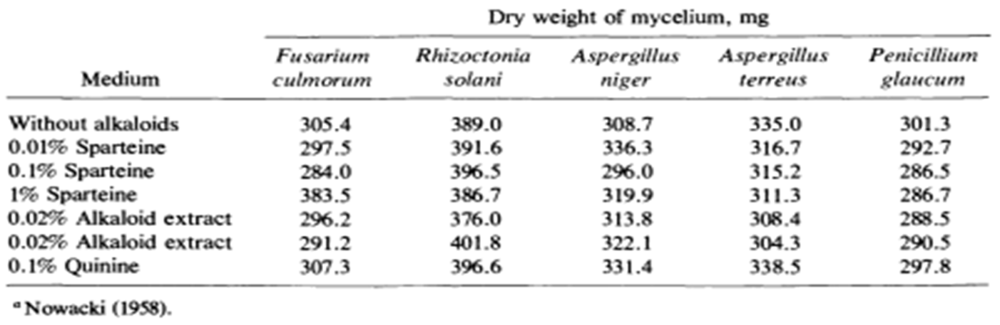 Dry weight of mycelium, mg
Medium Fusarium culmorum Rhizoctonia solani Aspergillus niger Aspergillus terreus Penicillium glaucum
Without alkaloids 305.4 389.0 308.7 335.0 301.3
0.01% Sparteine 297.5 391.6 336.3 316.7 292.7
0.1% Sparteine 284.0 396.5 296.0 315.2 286.5
1% Sparteine 383.5 386.7 319.9 311.3 286.7
0.02% Alkaloid extract 296.2 376.0 313.8 308.4 288.5
0.02% Alkaloid extract 291.2 401.8 322.1 304.3 290.5
0.1% Quinine 307.3 396.6 331.4 338.5 297.8
a Nowacki (1958).